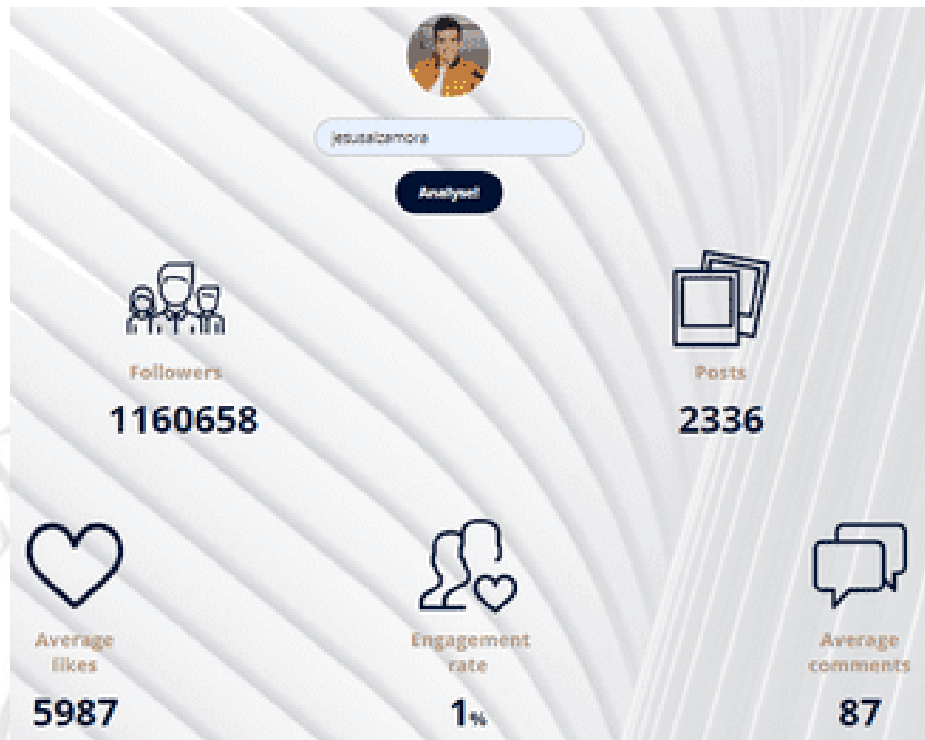 jesusalzamora
Analyse!
Followers
1160658
Posts
2336
Average
likes
5987
Engagement
rate
1%
Average
comments
87